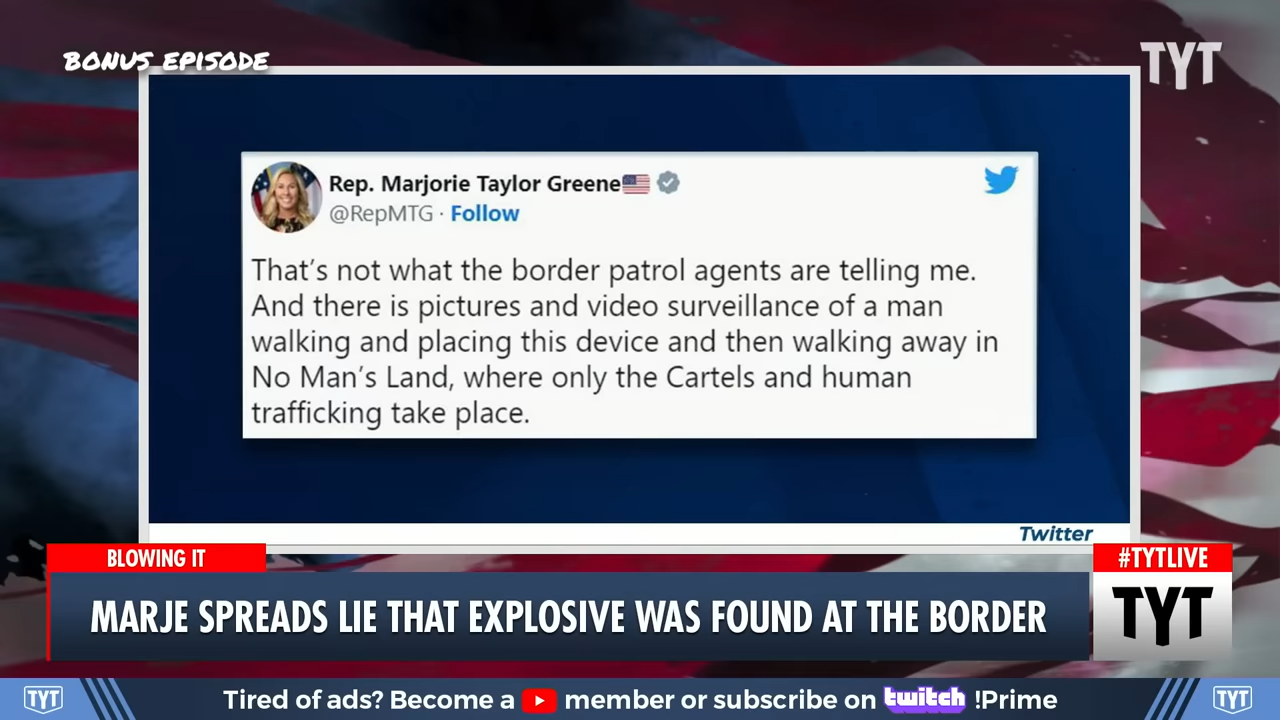 BONUS EPISODE
TYT
Rep. Marjorie Taylor Greene
@RepMTG · Follow
That's not what the border patrol agents are telling me.
And there is pictures and video surveillance of a man
walking and placing this device and then walking away in
No Man's Land, where only the Cartels and human
trafficking take place.
Twitter
BLOWING IT
#TYTLIVE
MARJE SPREADS LIE THAT EXPLOSIVE WAS FOUND AT THE BORDER
TYT
TYT
Tired of ads? Become a member or subscribe on twitch !Prime
TYT